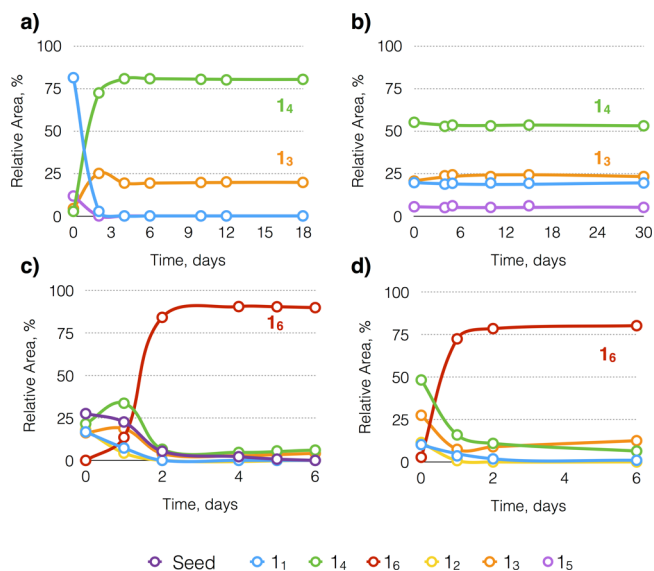 a)
100
75
50
25
0
Relative Area, %
1₄
1₃
0 3 6 9 12 15 18
Time, days
b)
100
75
50
25
0
Relative Area, %
1₄
1₃
0 6 12 18 24 30
Time, days
c)
100
75
50
25
0
Relative Area, %
1₆
0 2 4 6
Time, days
d)
100
75
50
25
0
Relative Area, %
1₆
0 2 4 6
Time, days
Seed 1₁ 1₄ 1₆ 1₂ 1₃ 1₅